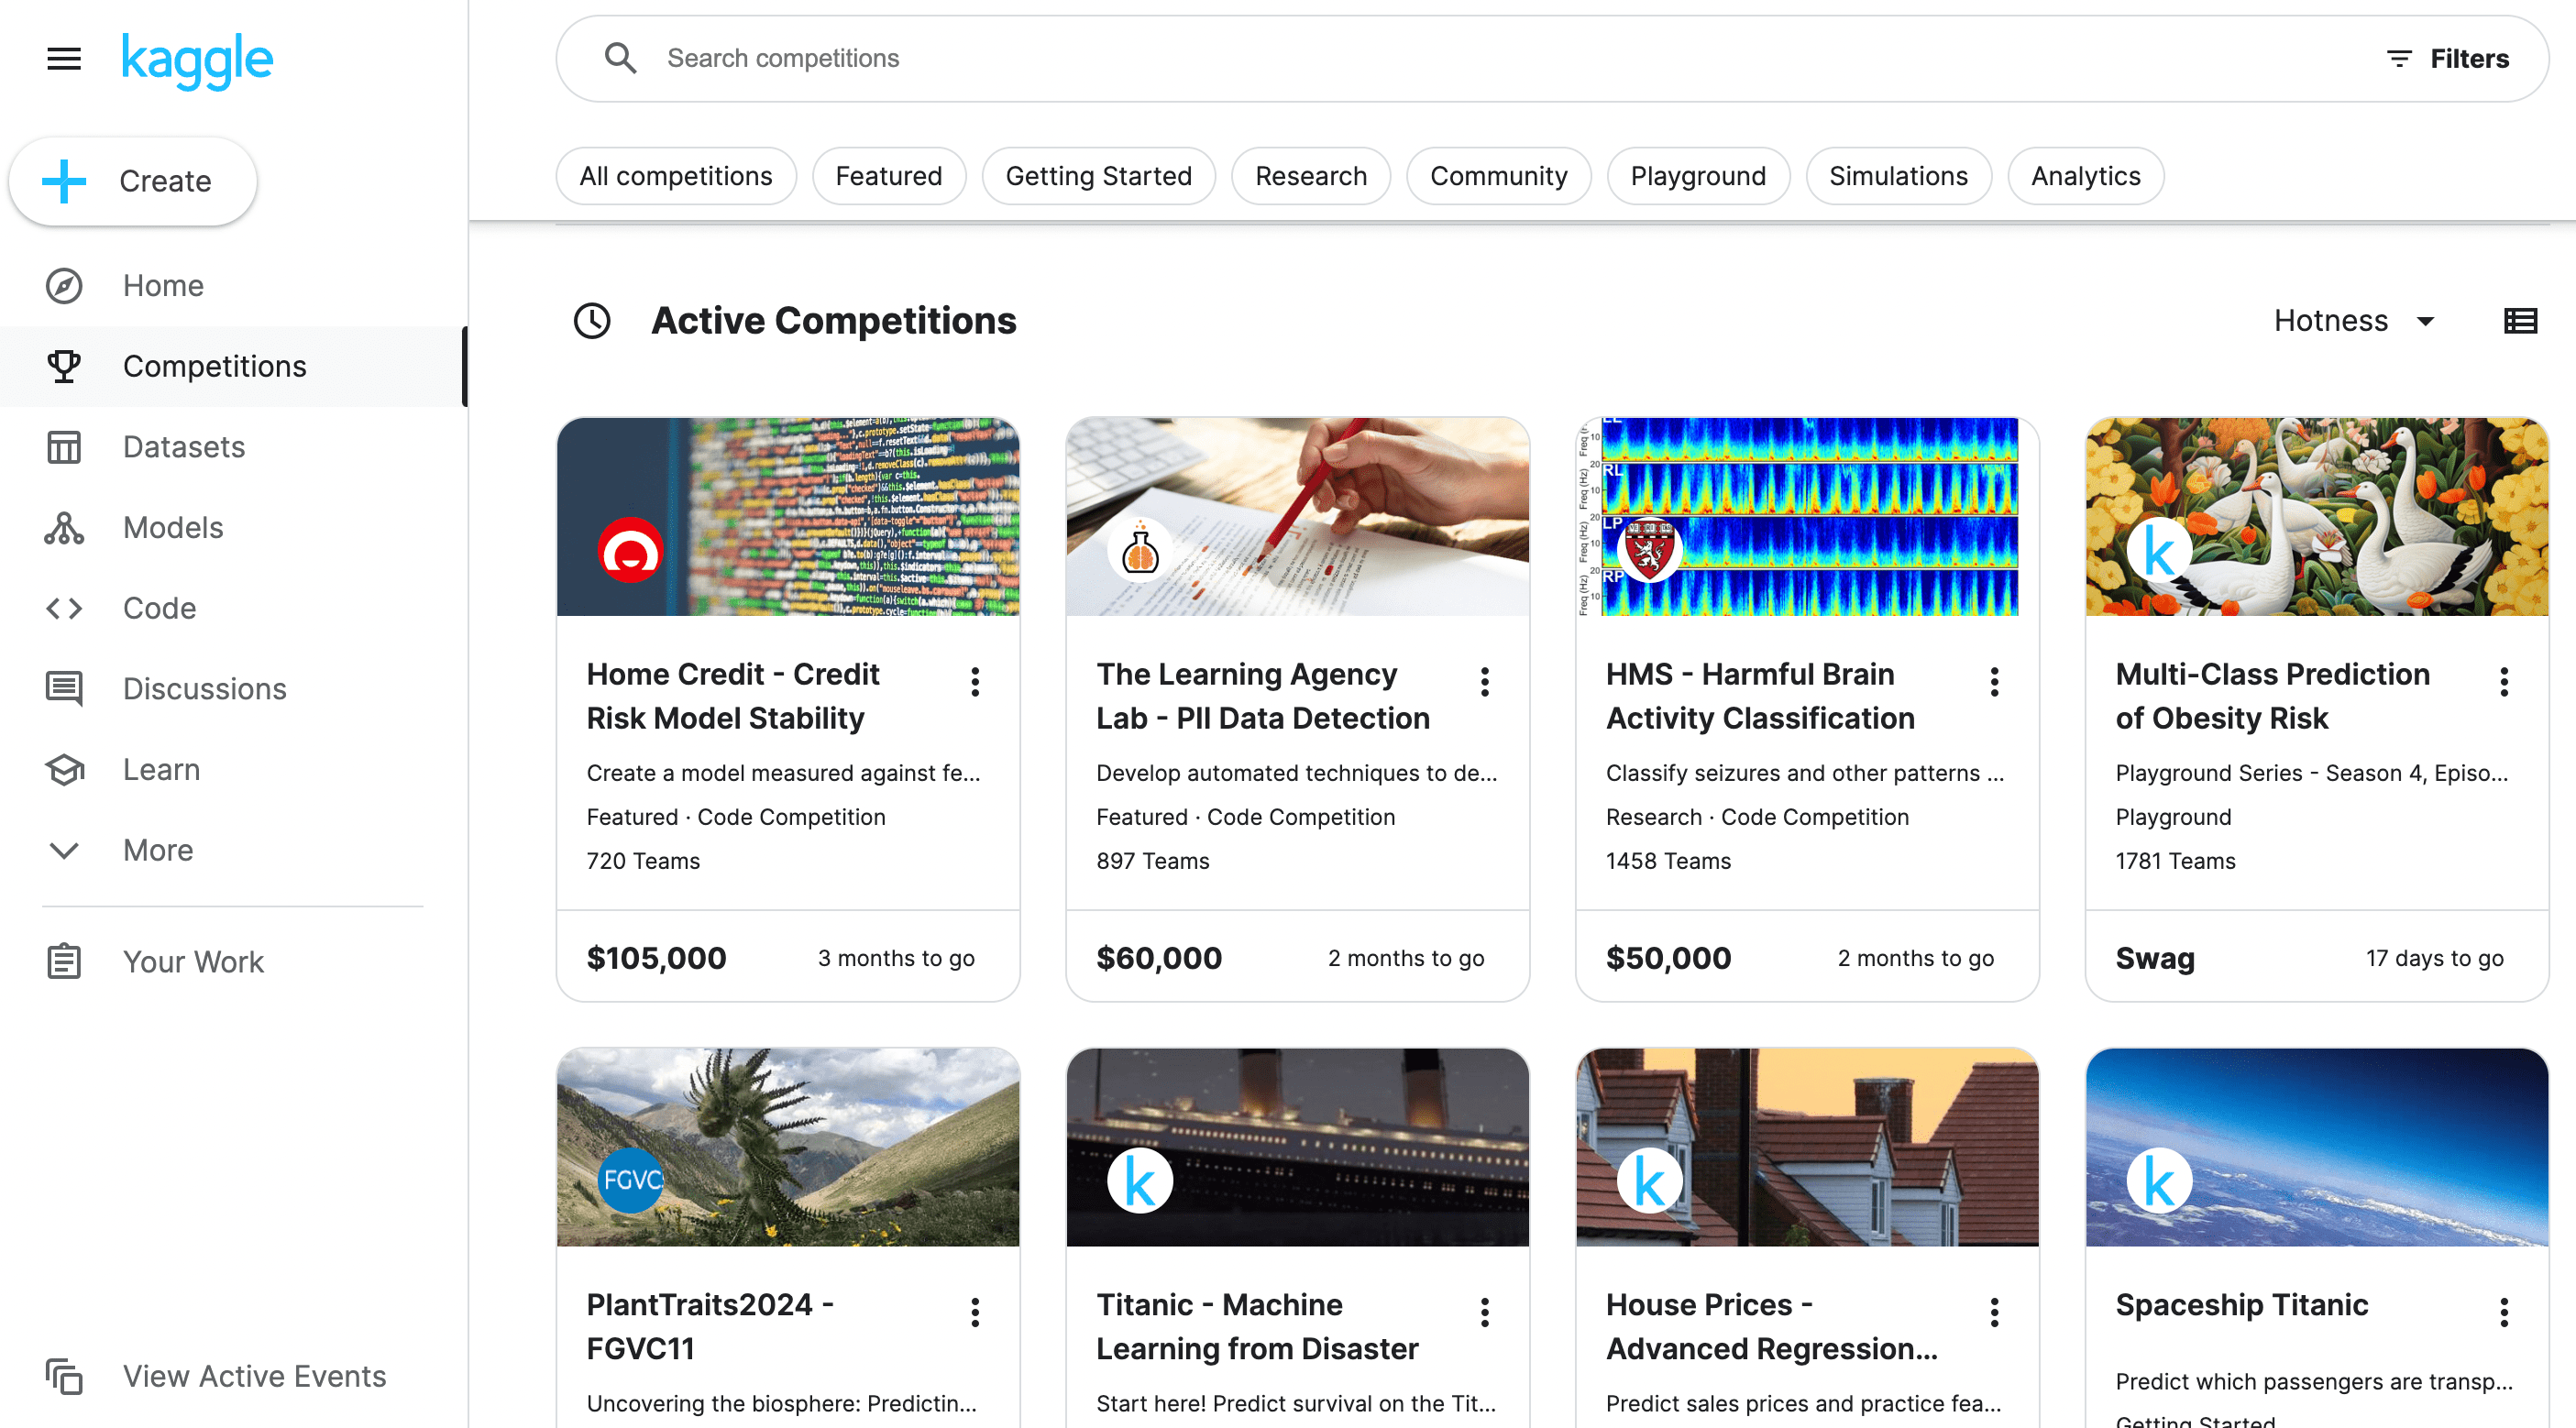 kaggle
Search competitions
Filters
Create
All competitions
Featured
Getting Started
Research
Community
Playground
Simulations
Analytics
Home
Competitions
Datasets
Models
Code
Discussions
Learn
More
Your Work
View Active Events
Active Competitions
Hotness
Home Credit - Credit
Risk Model Stability
Create a model measured against fe...
Featured · Code Competition
720 Teams
$105,000
3 months to go
The Learning Agency
Lab - PII Data Detection
Develop automated techniques to de...
Featured · Code Competition
897 Teams
$60,000
2 months to go
Freq (Hz)
RL
LP
RP
HMS - Harmful Brain
Activity Classification
Classify seizures and other patterns ...
Research · Code Competition
1458 Teams
$50,000
2 months to go
k
Multi-Class Prediction
of Obesity Risk
Playground Series - Season 4, Episo...
Playground
1781 Teams
Swag
17 days to go
FGVC
PlantTraits2024 -
FGVC11
Uncovering the biosphere: Predictin...
k
Titanic - Machine
Learning from Disaster
Start here! Predict survival on the Tit...
k
House Prices -
Advanced Regression...
Predict sales prices and practice fea...
k
Spaceship Titanic
Predict which passengers are transp...
Getting Started